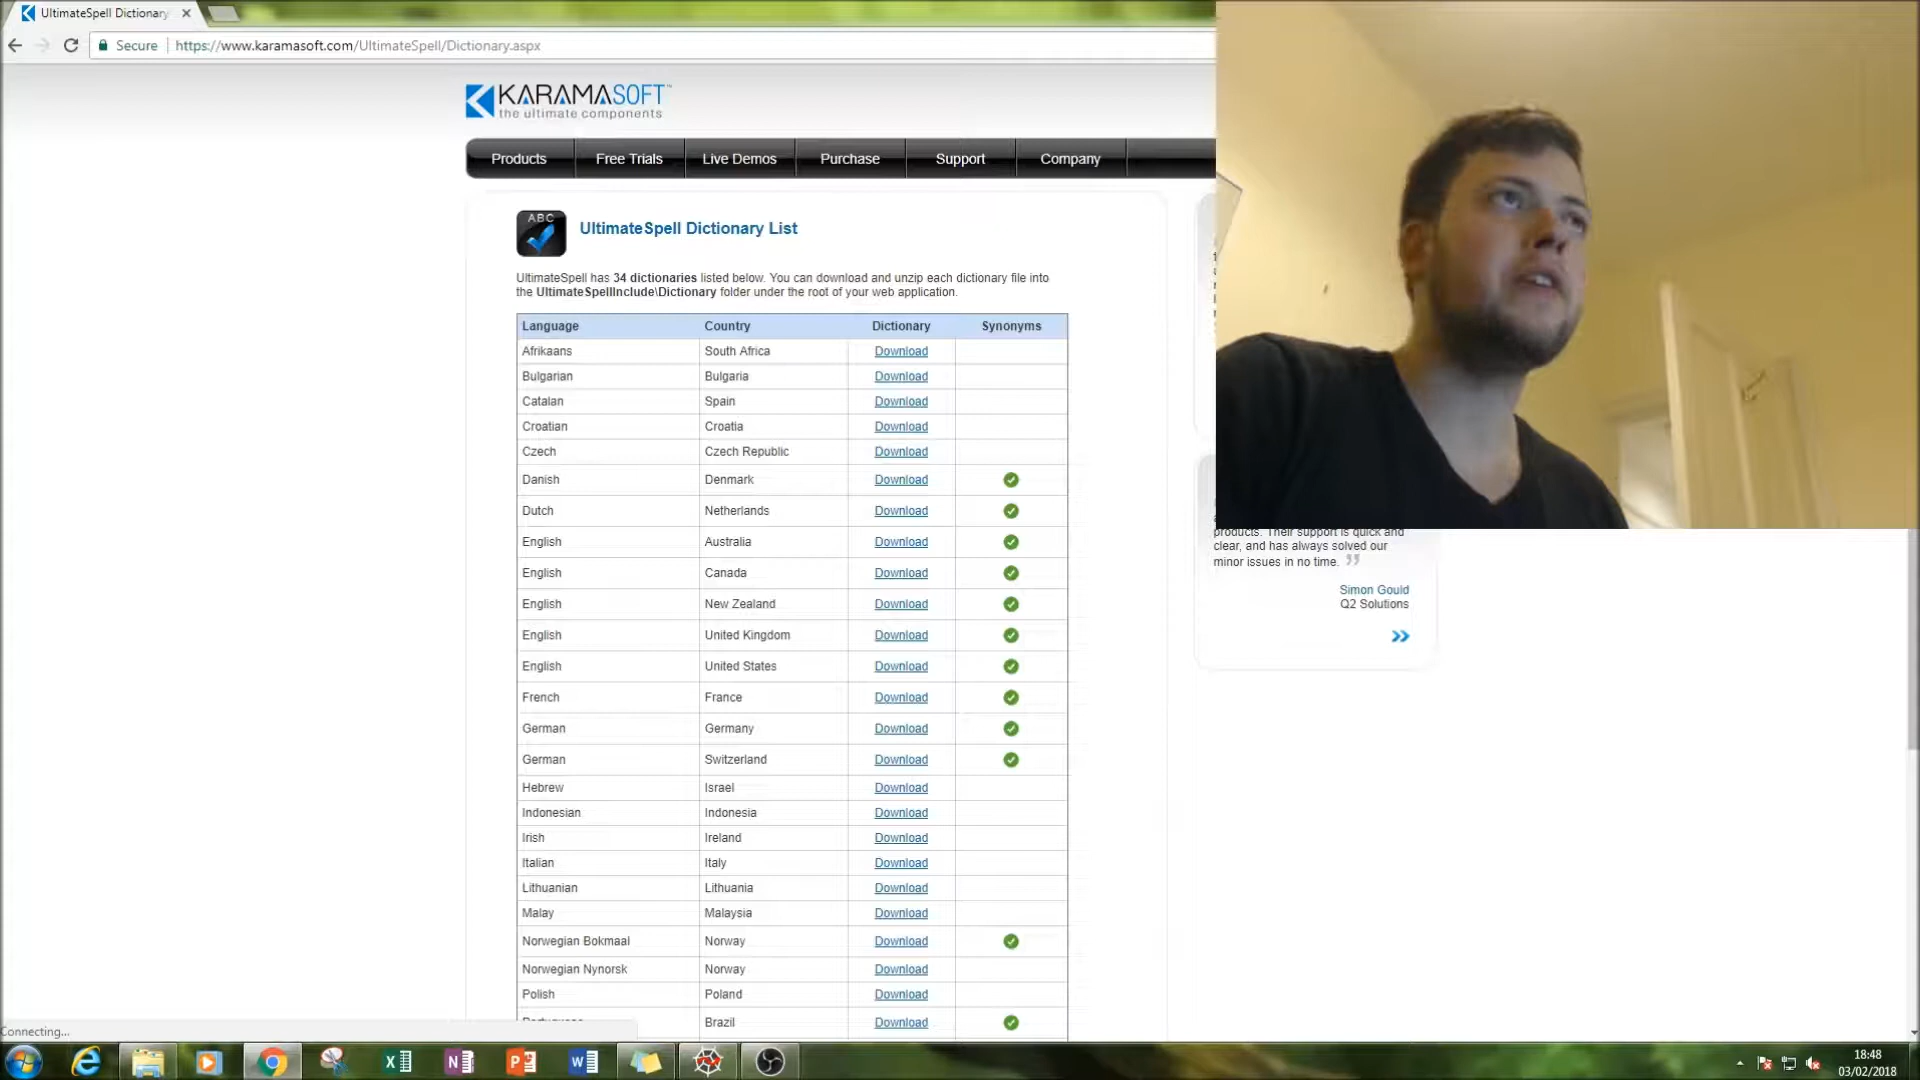 UltimateSpell Dictionary
Secure https://www.karamasoft.com/UltimateSpell/Dictionary.aspx
KARAMASOFT™
the ultimate components
Products Free Trials Live Demos Purchase Support Company
ABC
UltimateSpell Dictionary List
UltimateSpell has 34 dictionaries listed below. You can download and unzip each dictionary file into
the UltimateSpellInclude\Dictionary folder under the root of your web application.
Language Country Dictionary Synonyms
Afrikaans South Africa Download
Bulgarian Bulgaria Download
Catalan Spain Download
Croatian Croatia Download
Czech Czech Republic Download
Danish Denmark Download
Dutch Netherlands Download
English Australia Download
English Canada Download
English New Zealand Download
English United Kingdom Download
English United States Download
French France Download
German Germany Download
German Switzerland Download
Hebrew Israel Download
Indonesian Indonesia Download
Irish Ireland Download
Italian Italy Download
Lithuanian Lithuania Download
Malay Malaysia Download
Norwegian Bokmaal Norway Download
Norwegian Nynorsk Norway Download
Polish Poland Download
Brazil Download
products. Their support is quick and
clear, and has always solved our
minor issues in no time. ”
Simon Gould
Q2 Solutions
Connecting...
18:48
03/02/2018